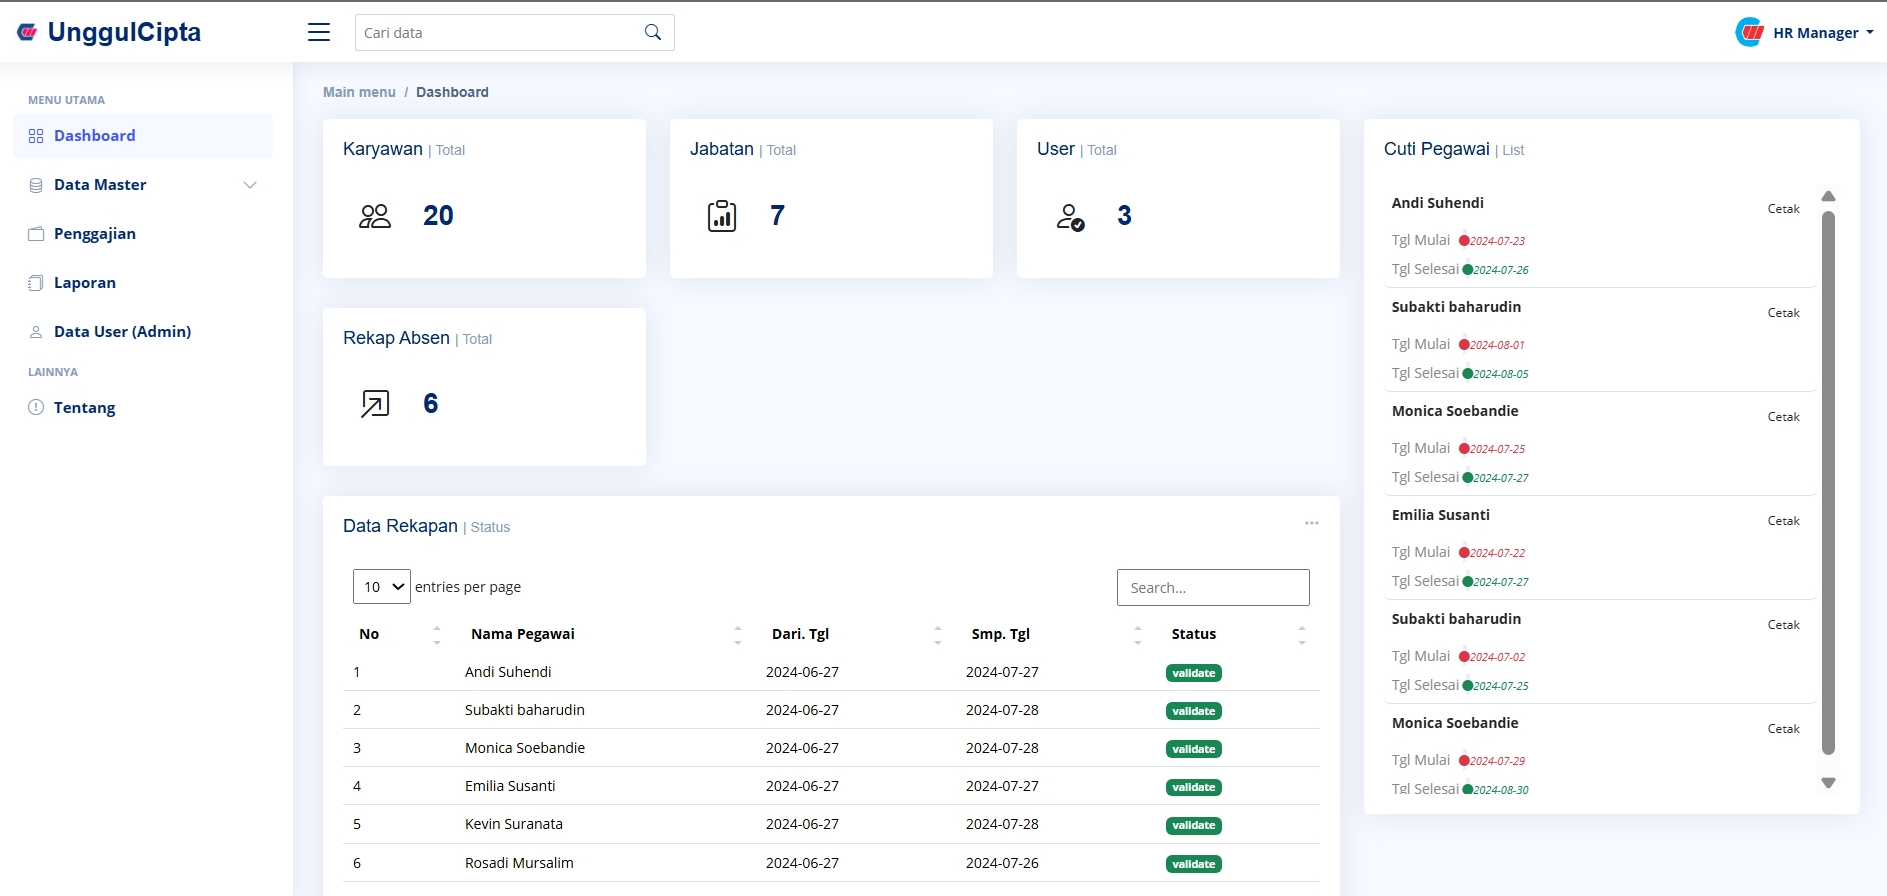 UnggulCipta
Cari data
HR Manager
MENU UTAMA
Dashboard
Data Master
Penggajian
Laporan
Data User (Admin)
LAINNYA
Tentang
Main menu / Dashboard
Karyawan | Total
20
Jabatan | Total
7
User | Total
3
Rekap Absen | Total
6
Data Rekapan | Status
10 entries per page
Search...
No Nama Pegawai Dari. Tgl Smp. Tgl Status
1 Andi Suhendi 2024-06-27 2024-07-27 validate
2 Subakti baharudin 2024-06-27 2024-07-28 validate
3 Monica Soebandie 2024-06-27 2024-07-28 validate
4 Emilia Susanti 2024-06-27 2024-07-27 validate
5 Kevin Suranata 2024-06-27 2024-07-28 validate
6 Rosadi Mursalim 2024-06-27 2024-07-26 validate
Cuti Pegawai | List
Andi Suhendi Cetak
Tgl Mulai 2024-07-23
Tgl Selesai 2024-07-26
Subakti baharudin Cetak
Tgl Mulai 2024-08-01
Tgl Selesai 2024-08-05
Monica Soebandie Cetak
Tgl Mulai 2024-07-25
Tgl Selesai 2024-07-27
Emilia Susanti Cetak
Tgl Mulai 2024-07-22
Tgl Selesai 2024-07-27
Subakti baharudin Cetak
Tgl Mulai 2024-07-02
Tgl Selesai 2024-07-25
Monica Soebandie Cetak
Tgl Mulai 2024-07-29
Tgl Selesai 2024-08-30